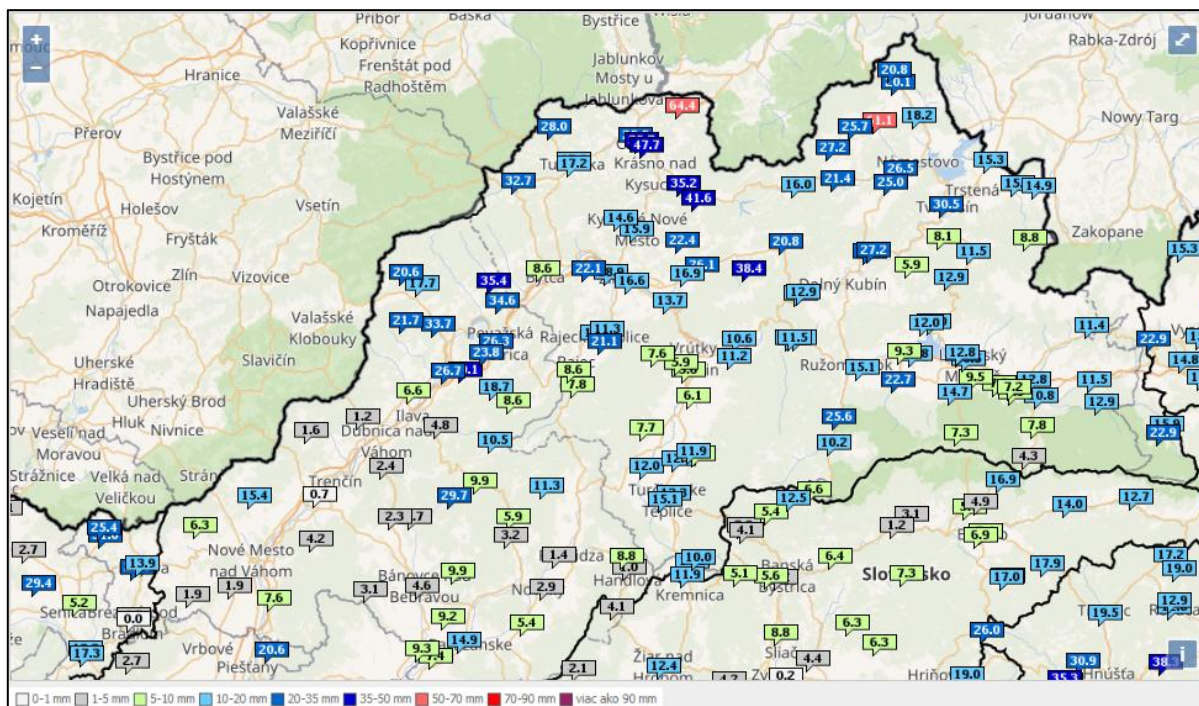 Příbor
Baška
Wisła
Jordanów
Kopřivnice
Bystřice
Rabka-Zdrój
Hranice
Frenštát pod
Radhoštěm
Jablunkov
Mosty u
Jablunkova
20.8
64.4
Valašské
Meziříčí
28.0
25.7
18.2
Nowy Targ
Přerov
Bystřice pod
Hostýnem
47.7
27.2
Námestovo
17.2
Krásno nad
Kysuc
15.3
Kojetín
Holešov
Vsetín
32.7
35.2
16.0
21.4
26.5
25.0
14.9
Trstená
41.6
30.5
Kroměříž
Fryšták
14.6
15.9
Kysucké Nové
Mesto
22.4
20.8
27.2
8.1
11.5
8.8
Zakopane
15.3
Zlín
Vizovice
20.6
17.7
35.4
8.6
22.1
16.6
16.9
38.4
5.9
12.9
Otrokovice
Napajedla
34.6
13.7
12.9
Dolný Kubín
Valašské
Klobouky
21.7
33.7
11.3
21.1
10.6
11.2
11.5
12.0
11.4
22.9
Slavičín
23.8
7.6
5.9
9.3
12.8
14.8
Uherské
Hradiště
26.7
8.6
7.8
15.1
22.7
9.5
7.2
11.5
Uherský Brod
6.6
18.7
8.6
6.1
Ružomberok
14.7
12.9
Hluk
Nivnice
1.2
1.6
Ilava
Dubnica nad
Váhom
4.8
10.5
7.7
25.6
10.2
7.3
7.8
22.9
Veselí nad
Moravou
Strážnice
Velká nad
Veličkou
Trenčín
2.4
12.0
11.9
4.3
15.4
0.7
29.7
9.9
11.3
15.1
Turčianske
Teplice
12.5
6.6
16.9
4.9
14.0
12.7
25.4
6.3
2.3
5.9
3.2
5.4
4.1
3.1
1.2
6.9
2.7
13.9
Nové Mesto
nad Váhom
4.2
1.4
8.8
10.0
11.9
6.4
17.2
19.0
29.4
1.9
1.9
3.1
Bánovce nad
Bebravou
4.6
9.9
2.9
Handlová
Kremnica
5.1
5.6
Banská
Bystrica
7.3
Slovensko
17.0
17.9
5.2
0.0
7.6
9.2
5.4
4.1
6.3
19.5
12.9
17.3
2.7
Vrbové
Piešťany
20.6
9.3
7.4
14.9
8.8
Sliač
6.3
26.0
2.1
Žiar nad
Hronom
12.4
4.4
0.2
19.0
30.9
35.3
38.3
Hnúšťa
0-1 mm 1-5 mm 5-10 mm 10-20 mm 20-35 mm 35-50 mm 50-70 mm 70-90 mm viac ako 90 mm